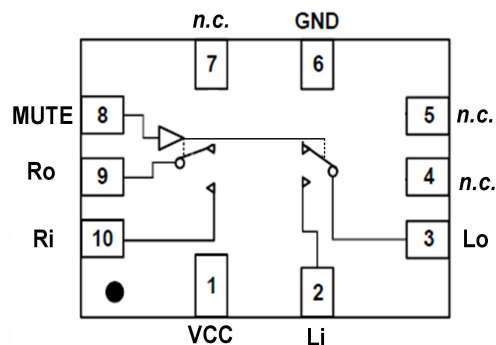 n.c. GND
7 6
MUTE 8 5 n.c.
Ro 9 4 n.c.
Ri 10 3 Lo
1 2
VCC Li